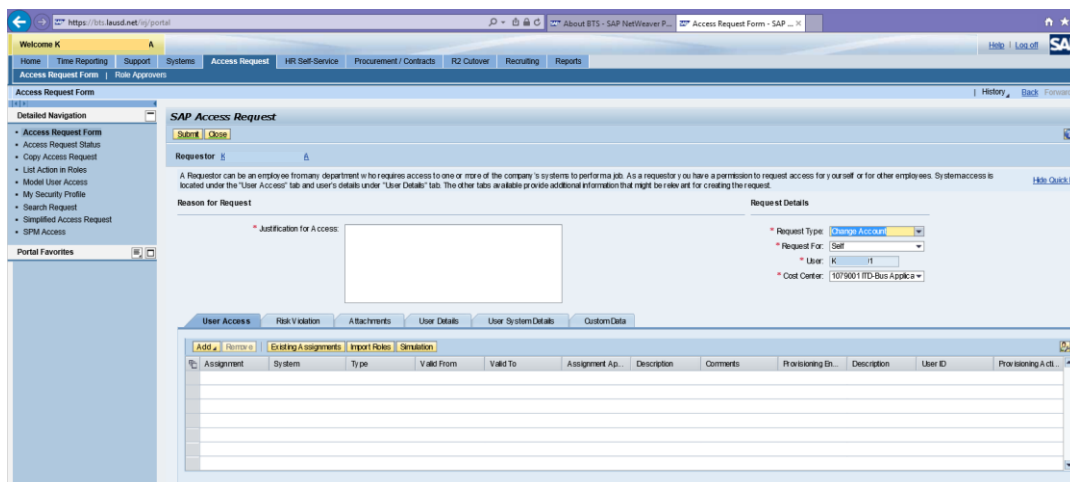 https://bts.lausd.net/irj/portal
About BTS - SAP NetWeaver P...
Access Request Form - SAP ...
Welcome K A
Help | Log off SA
Home Time Reporting Support Systems Access Request HR Self-Service Procurement / Contracts R2 Cutover Recruiting Reports
Access Request Form | Role Approvers
Access Request Form
| History Back Forward
Detailed Navigation
Access Request Form
Access Request Status
Copy Access Request
List Action in Roles
Model User Access
My Security Profile
Search Request
Simplified Access Request
SPM Access
Portal Favorites
SAP Access Request
Submit Close
Requestor K A
A Requestor can be an employee from any department who requires access to one or more of the company's systems to perform a job. As a requestor you have a permission to request access for yourself or for other employees. System access is
located under the "User Access" tab and user's details under "User Details" tab. The other tabs available provide additional information that might be relevant for creating the request.
Hide Quick
Reason for Request
Request Details
* Justification for Access:
* Request Type: Change Account
* Request For: Self
* User: K /1
* Cost Center: 1079001 ITD-Bus Applica
User Access Risk Violation Attachments User Details User System Details Custom Data
Add Remove Existing Assignments Import Roles Simulation
Assignment System Type Valid From Valid To Assignment Ap... Description Comments Provisioning En... Description User ID Provisioning Acti...